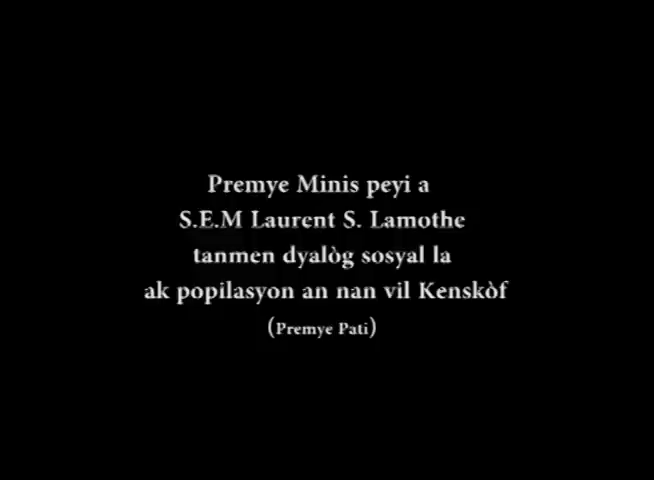 Premye Minis peyi a
S.E.M Laurent S. Lamothe
tanmen dyalòg sosyal la
ak popilasyon an nan vil Kenskòf
(Premye Pati)